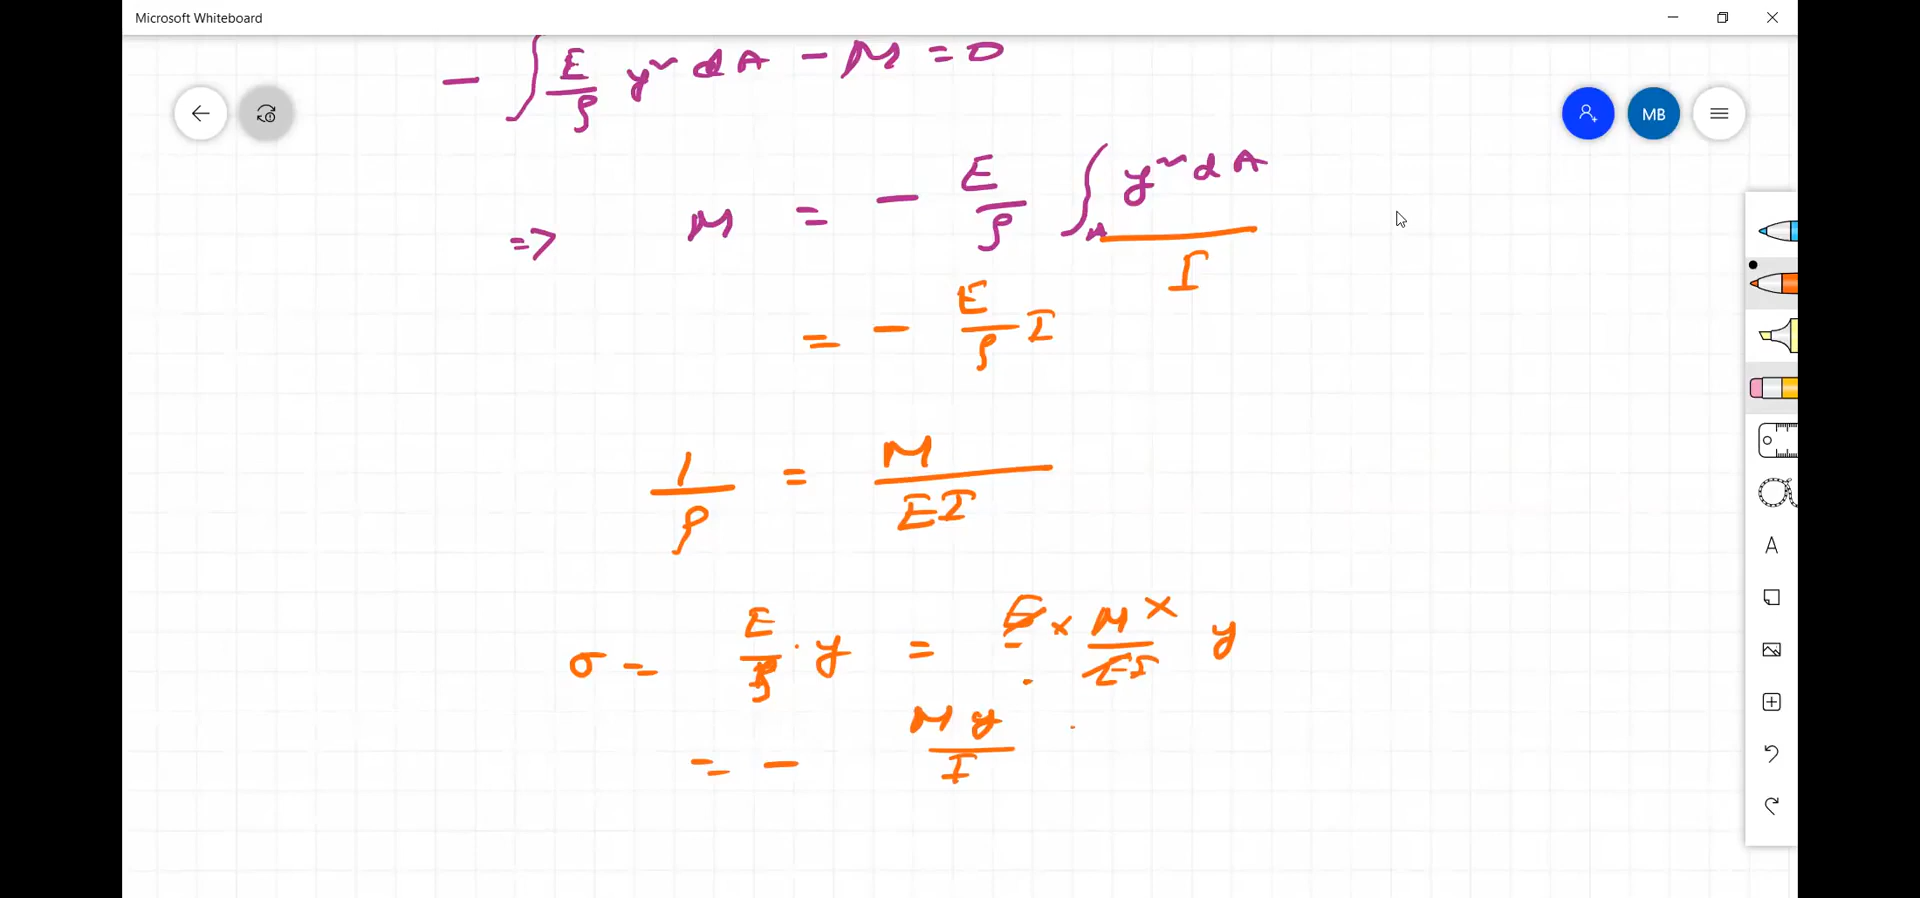 Microsoft Whiteboard
- ∫ E/ρ y² dA - M = 0
MB
=> M = - E/ρ ∫_A y² dA
I
= - E/ρ I
A
1/ρ = M/EI
σ = E/ρ · y = E × M/EI × y
= - My/I